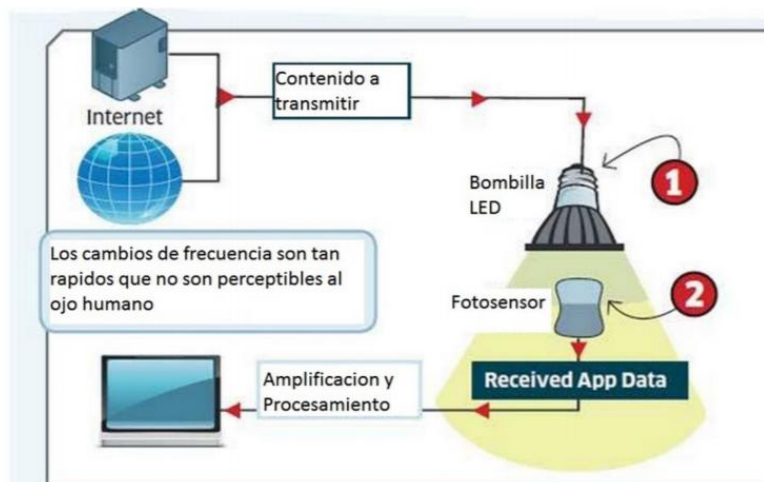 Contenido a
transmitir
Internet
Bombilla
LED
1
Los cambios de frecuencia son tan
rapidos que no son perceptibles al
ojo humano
Fotosensor
2
Received App Data
Amplificacion y
Procesamiento